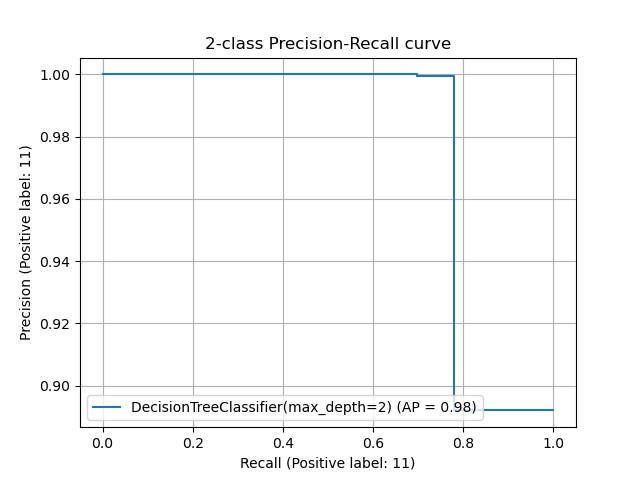 2-class Precision-Recall curve
Precision (Positive label: 11)
1.00
0.98
0.96
0.94
0.92
0.90
DecisionTreeClassifier(max_depth=2) (AP = 0.98)
0.0 0.2 0.4 0.6 0.8 1.0
Recall (Positive label: 11)